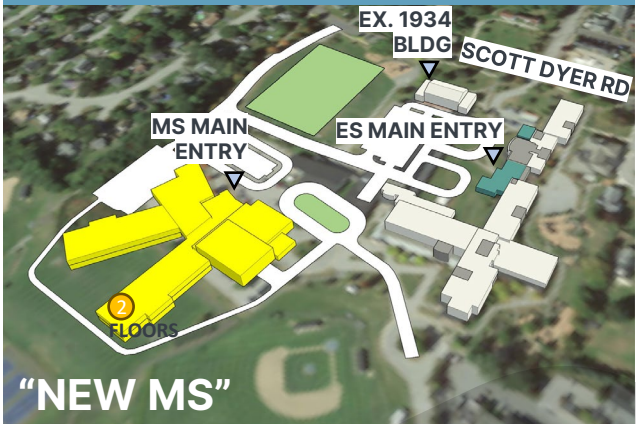 EX. 1934
BLDG
SCOTT DYER RD
MS MAIN
ENTRY
ES MAIN ENTRY
2
FLOORS
“NEW MS”